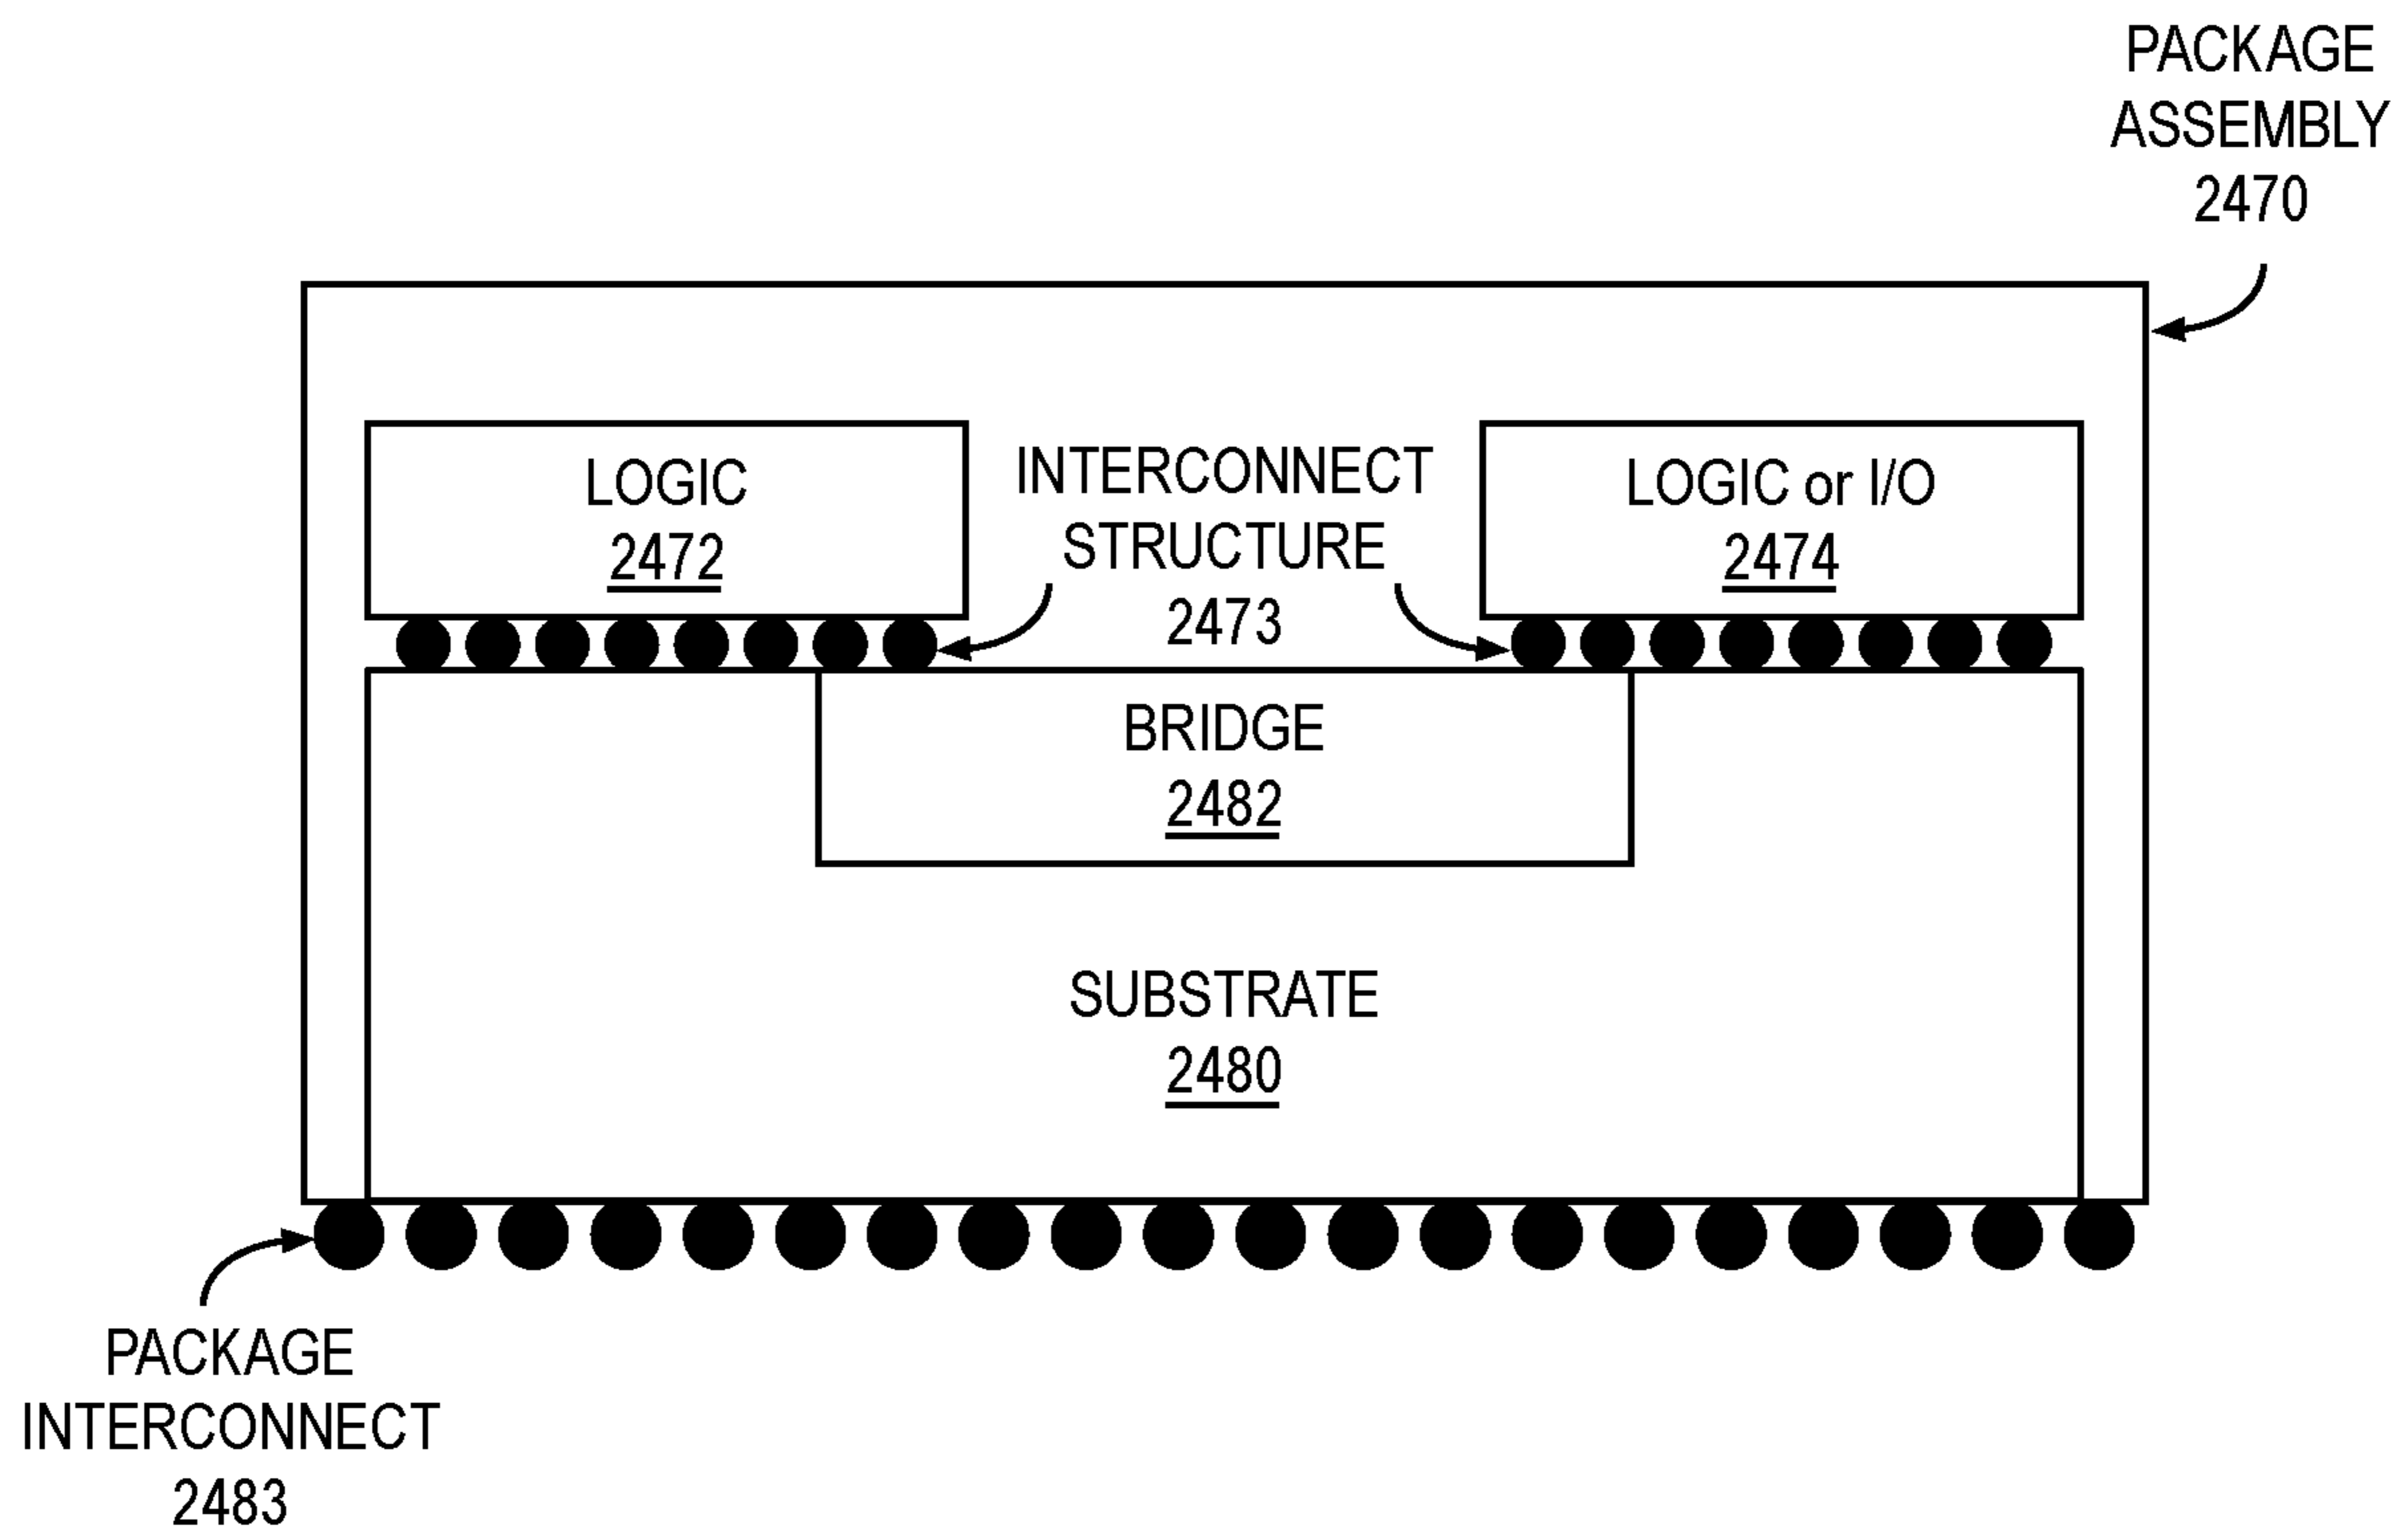 PACKAGE
ASSEMBLY
2470
LOGIC
2472
INTERCONNECT
STRUCTURE
2473
LOGIC or I/O
2474
BRIDGE
2482
SUBSTRATE
2480
PACKAGE
INTERCONNECT
2483